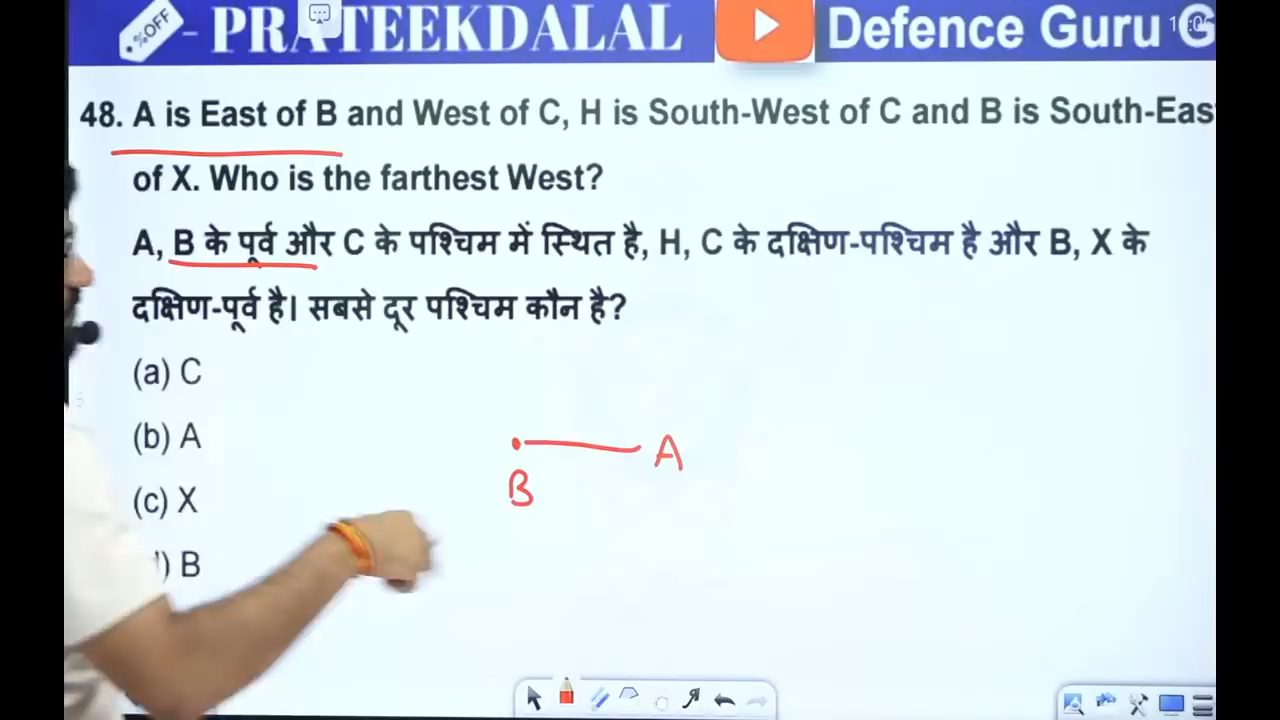 %OFF - PRATEEKDALAL Defence Guru G
48. A is East of B and West of C, H is South-West of C and B is South-Eas
of X. Who is the farthest West?
A, B के पूर्व और C के पश्चिम में स्थित है, H, C के दक्षिण-पश्चिम है और B, X के
दक्षिण-पूर्व है। सबसे दूर पश्चिम कौन है?
(a) C
(b) A
(c) X
) B
A
B